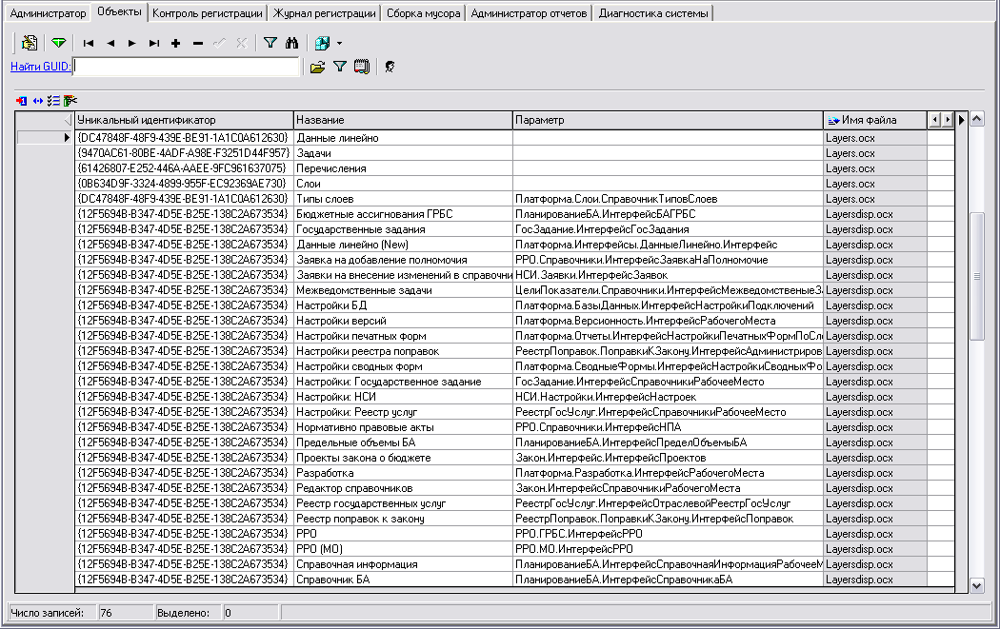 Администратор Объекты Контроль регистрации Журнал регистрации Сборка мусора Администратор отчетов Диагностика системы
Найти GUID:
Уникальный идентификатор Название Параметр Имя файла
{DC47848F-48F9-439E-BE91-1A1C0A612630} Данные линейно Layers.ocx
{9470AC61-80BE-4ADF-A98E-F3251D44F957} Задачи Layers.ocx
{61426807-E252-446A-AAEE-9FC961637075} Перечисления Layers.ocx
{0B634D9F-3324-4899-955F-EC92369AE730} Слои Layers.ocx
{DC47848F-48F9-439E-BE91-1A1C0A612630} Типы слоев Платформа.Слои.СправочникТиповСлоев Layers.ocx
{12F5694B-B347-4D5E-B25E-138C2A673534} Бюджетные ассигнования ГРБС ПланированиеБА.ИнтерфейсБАГРБС Layersdisp.ocx
{12F5694B-B347-4D5E-B25E-138C2A673534} Государственные задания ГосЗадание.ИнтерфейсГосЗадания Layersdisp.ocx
{12F5694B-B347-4D5E-B25E-138C2A673534} Данные линейно (New) Платформа.Интерфейсы.ДанныеЛинейно.Интерфейс Layersdisp.ocx
{12F5694B-B347-4D5E-B25E-138C2A673534} Заявка на добавление полномочия РРО.Справочники.ИнтерфейсЗаявкаНаПолномочие Layersdisp.ocx
{12F5694B-B347-4D5E-B25E-138C2A673534} Заявки на внесение изменений в справочни НСИ.Заявки.ИнтерфейсЗаявок Layersdisp.ocx
{12F5694B-B347-4D5E-B25E-138C2A673534} Межведомственные задачи ЦелиПоказатели.Справочники.ИнтерфейсМежведомственыеЗ Layersdisp.ocx
{12F5694B-B347-4D5E-B25E-138C2A673534} Настройки БД Платформа.БазыДанных.ИнтерфейсНастройкиПодключений Layersdisp.ocx
{12F5694B-B347-4D5E-B25E-138C2A673534} Настройки версий Платформа.Версионность.ИнтерфейсРабочегоМеста Layersdisp.ocx
{12F5694B-B347-4D5E-B25E-138C2A673534} Настройки печатных форм Платформа.Отчеты.ИнтерфейсНастройкиПечатныхФормПоСл Layersdisp.ocx
{12F5694B-B347-4D5E-B25E-138C2A673534} Настройки реестра поправок РеестрПоправок.ПоправкиКЗакону.ИнтерфейсАдминистриров Layersdisp.ocx
{12F5694B-B347-4D5E-B25E-138C2A673534} Настройки сводных форм Платформа.СводныеФормы.ИнтерфейсНастройкиСводныхФо Layersdisp.ocx
{12F5694B-B347-4D5E-B25E-138C2A673534} Настройки: Государственное задание ГосЗадание.ИнтерфейсСправочникиРабочееМесто Layersdisp.ocx
{12F5694B-B347-4D5E-B25E-138C2A673534} Настройки: НСИ НСИ.Настройки.ИнтерфейсНастроек Layersdisp.ocx
{12F5694B-B347-4D5E-B25E-138C2A673534} Настройки: Реестр услуг РеестрГосУслуг.ИнтерфейсСправочникиРабочееМесто Layersdisp.ocx
{12F5694B-B347-4D5E-B25E-138C2A673534} Нормативно правовые акты РРО.Справочники.ИнтерфейсНПА Layersdisp.ocx
{12F5694B-B347-4D5E-B25E-138C2A673534} Предельные объемы БА ПланированиеБА.ИнтерфейсПределОбъемыБА Layersdisp.ocx
{12F5694B-B347-4D5E-B25E-138C2A673534} Проекты закона о бюджете Закон.Интерфейс.ИнтерфейсПроектов Layersdisp.ocx
{12F5694B-B347-4D5E-B25E-138C2A673534} Разработка Платформа.Разработка.ИнтерфейсРабочегоМеста Layersdisp.ocx
{12F5694B-B347-4D5E-B25E-138C2A673534} Редактор справочников Закон.ИнтерфейсСправочникиРабочегоМеста Layersdisp.ocx
{12F5694B-B347-4D5E-B25E-138C2A673534} Реестр государственных услуг РеестрГосУслуг.ИнтерфейсОтраслевойРеестрГосУслуг Layersdisp.ocx
{12F5694B-B347-4D5E-B25E-138C2A673534} Реестр поправок к закону РеестрПоправок.ПоправкиКЗакону.ИнтерфейсПоправок Layersdisp.ocx
{12F5694B-B347-4D5E-B25E-138C2A673534} РРО РРО.ГРБС.ИнтерфейсРРО Layersdisp.ocx
{12F5694B-B347-4D5E-B25E-138C2A673534} РРО (МО) РРО.МО.ИнтерфейсРРО Layersdisp.ocx
{12F5694B-B347-4D5E-B25E-138C2A673534} Справочная информация ПланированиеБА.ИнтерфейсСправочнаяИнформацияРабочееМ Layersdisp.ocx
{12F5694B-B347-4D5E-B25E-138C2A673534} Справочник БА ПланированиеБА.ИнтерфейсСправочникаБА Layersdisp.ocx
Число записей: 76 Выделено: 0